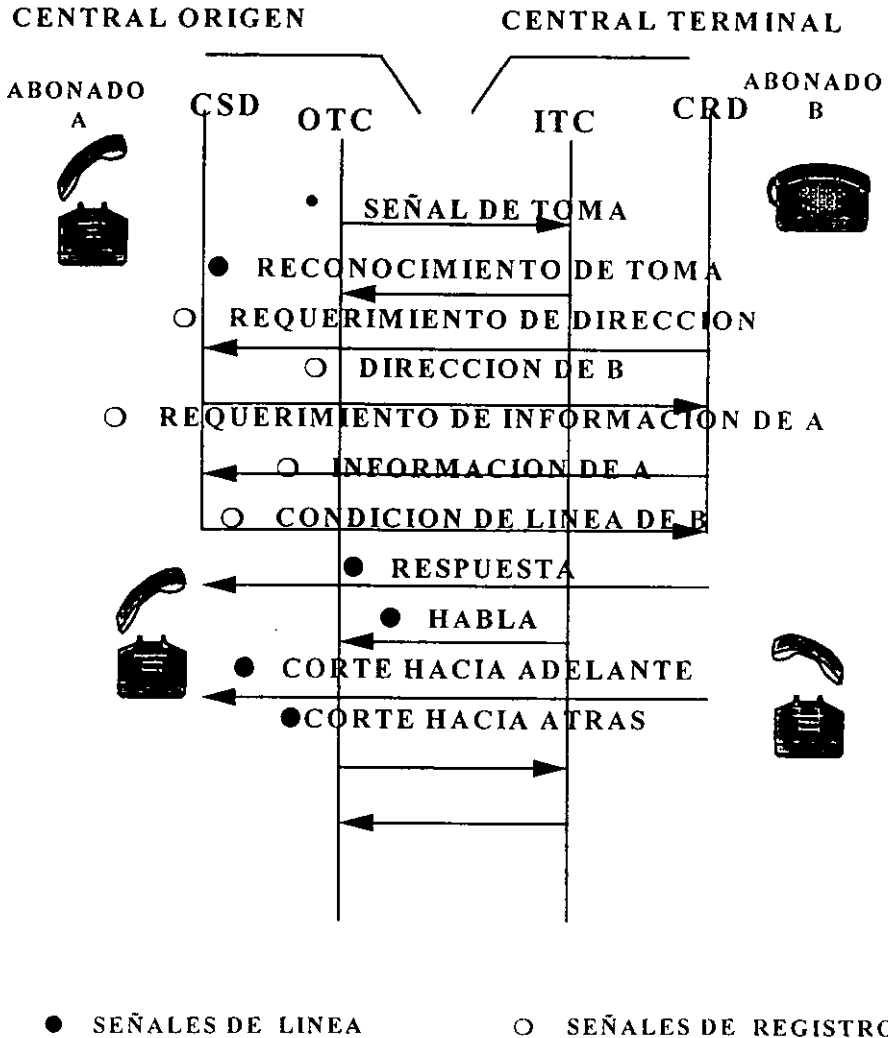 CENTRAL ORIGEN CENTRAL TERMINAL
ABONADO A CSD OTC ITC CRD ABONADO B
• SEÑAL DE TOMA
● RECONOCIMIENTO DE TOMA
○ REQUERIMIENTO DE DIRECCION
○ DIRECCION DE B
○ REQUERIMIENTO DE INFORMACION DE A
○ INFORMACION DE A
○ CONDICION DE LINEA DE B
● RESPUESTA
● HABLA
● CORTE HACIA ADELANTE
●CORTE HACIA ATRAS
● SEÑALES DE LINEA ○ SEÑALES DE REGISTRO